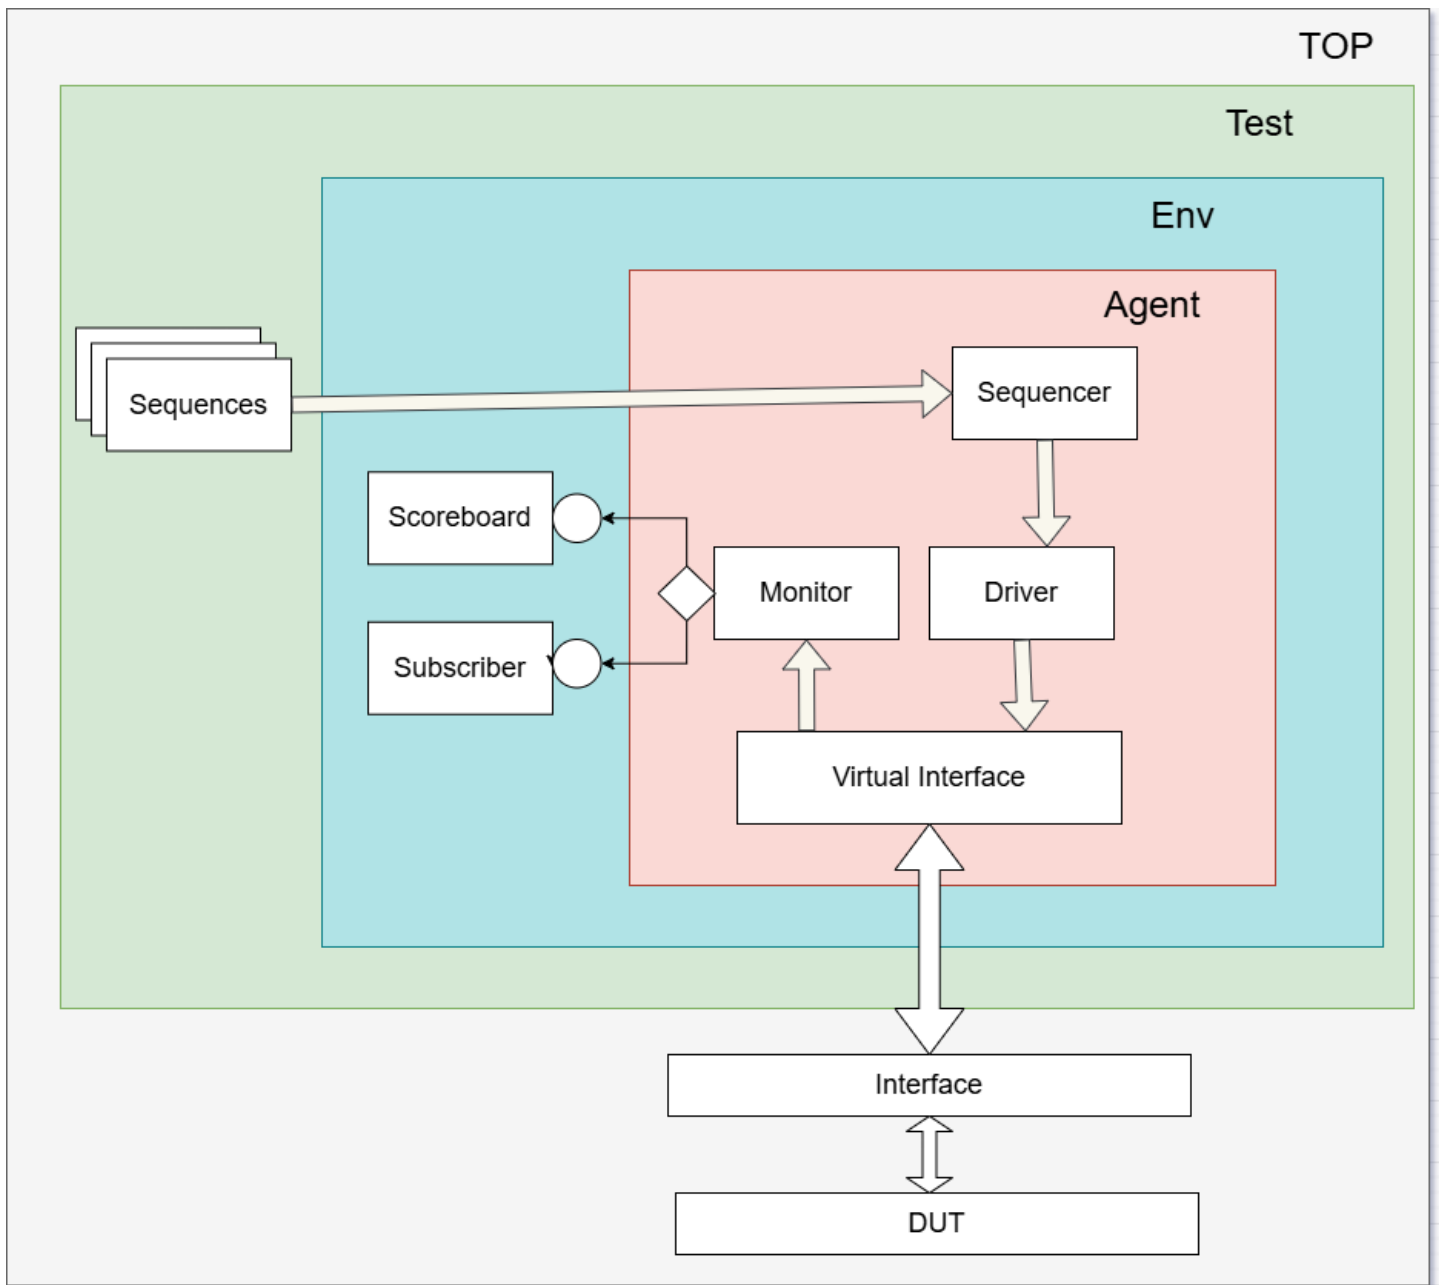 TOP
Test
Env
Agent
Sequences
Sequencer
Scoreboard
Monitor
Driver
Subscriber
Virtual Interface
Interface
DUT